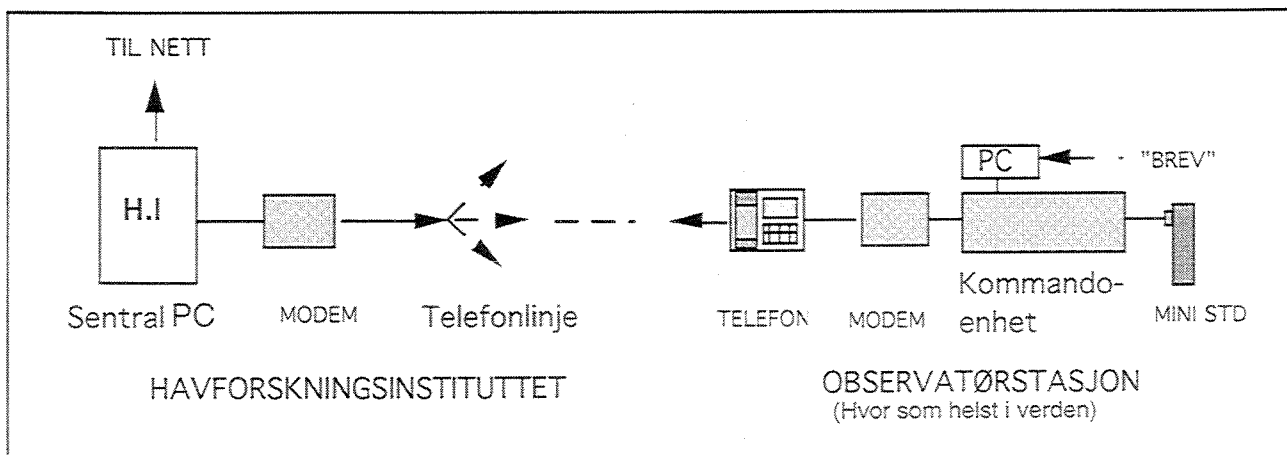 TIL NETT
H.I
PC
"BREV"
Sentral PC
MODEM
Telefonlinje
TELEFON
MODEM
Kommando-
enhet
MINI STD
HAVFORSKNINGSINSTITUTTET
OBSERVATØRSTASJON
(Hvor som helst i verden)